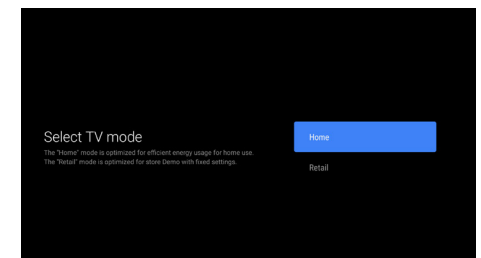 Select TV mode
The "Home" mode is optimized for efficient energy usage for home use.
The "Retail" mode is optimized for store Demo with fixed settings.
Home
Retail